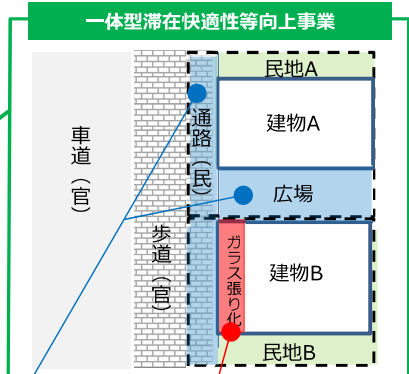 一体型滞在快適性等向上事業
民地A
建物A
通路（民）
車道（官）
広場
歩道（官）
ガラス張り化
建物B
民地B